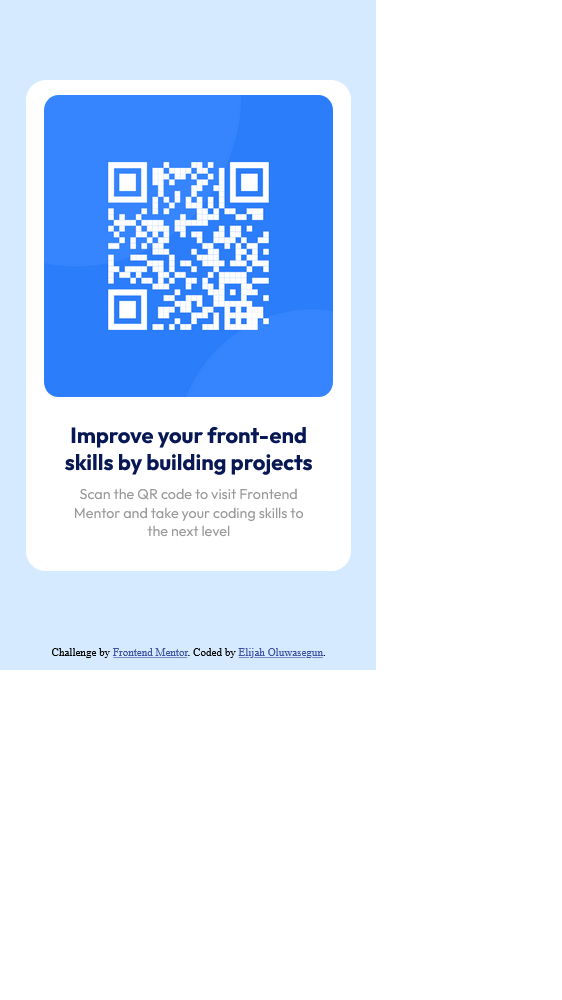 Improve your front-end
skills by building projects
Scan the QR code to visit Frontend
Mentor and take your coding skills to
the next level
Challenge by Frontend Mentor. Coded by Elijah Oluwasegun.